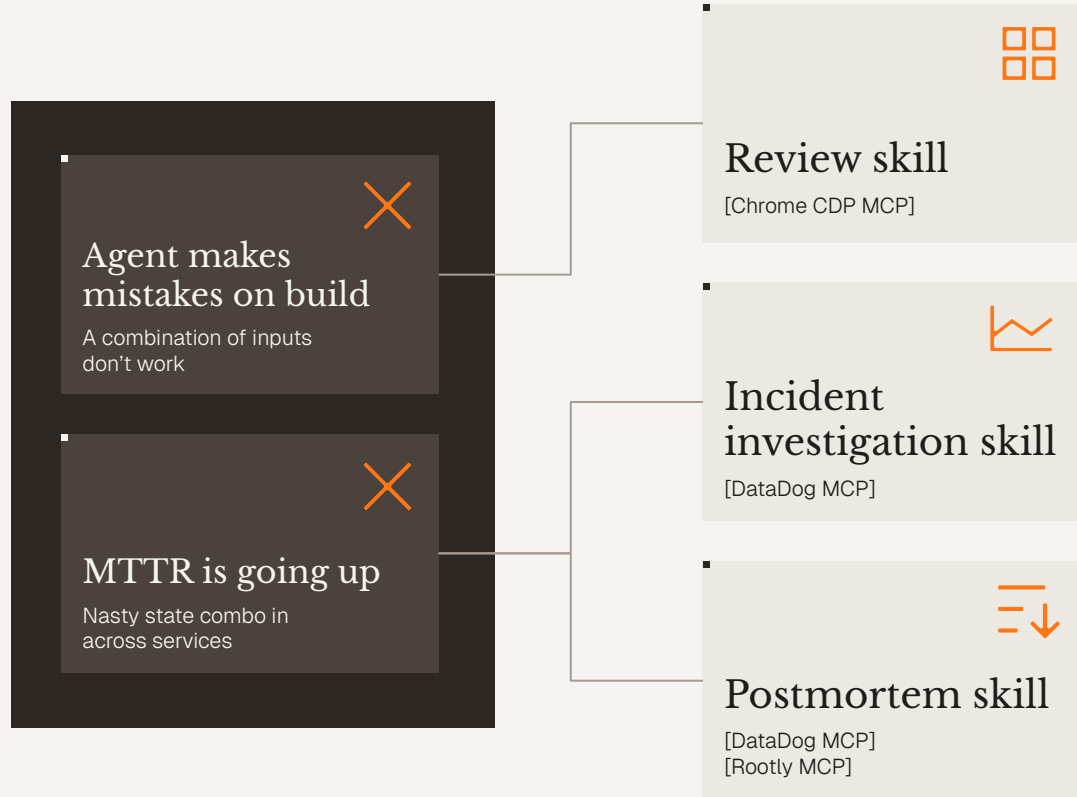 Agent makes
mistakes on build
A combination of inputs
don't work
MTTR is going up
Nasty state combo in
across services
Review skill
[Chrome CDP MCP]
Incident
investigation skill
[DataDog MCP]
Postmortem skill
[DataDog MCP]
[Rootly MCP]